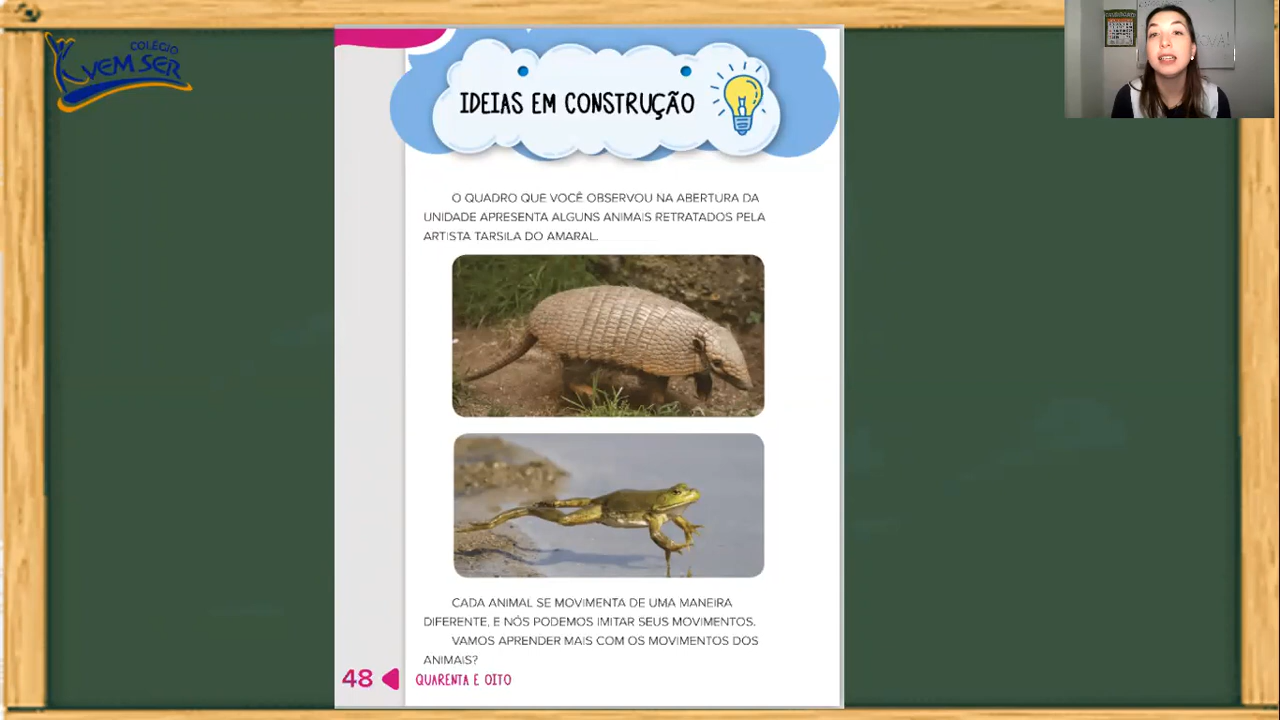 COLÉGIO
VEM SER
IDEIAS EM CONSTRUÇÃO
O QUADRO QUE VOCÊ OBSERVOU NA ABERTURA DA
UNIDADE APRESENTA ALGUNS ANIMAIS RETRATADOS PELA
ARTISTA TARSILA DO AMARAL.
CADA ANIMAL SE MOVIMENTA DE UMA MANEIRA
DIFERENTE, E NÓS PODEMOS IMITAR SEUS MOVIMENTOS.
VAMOS APRENDER MAIS COM OS MOVIMENTOS DOS
ANIMAIS?
48
QUARENTA E OITO